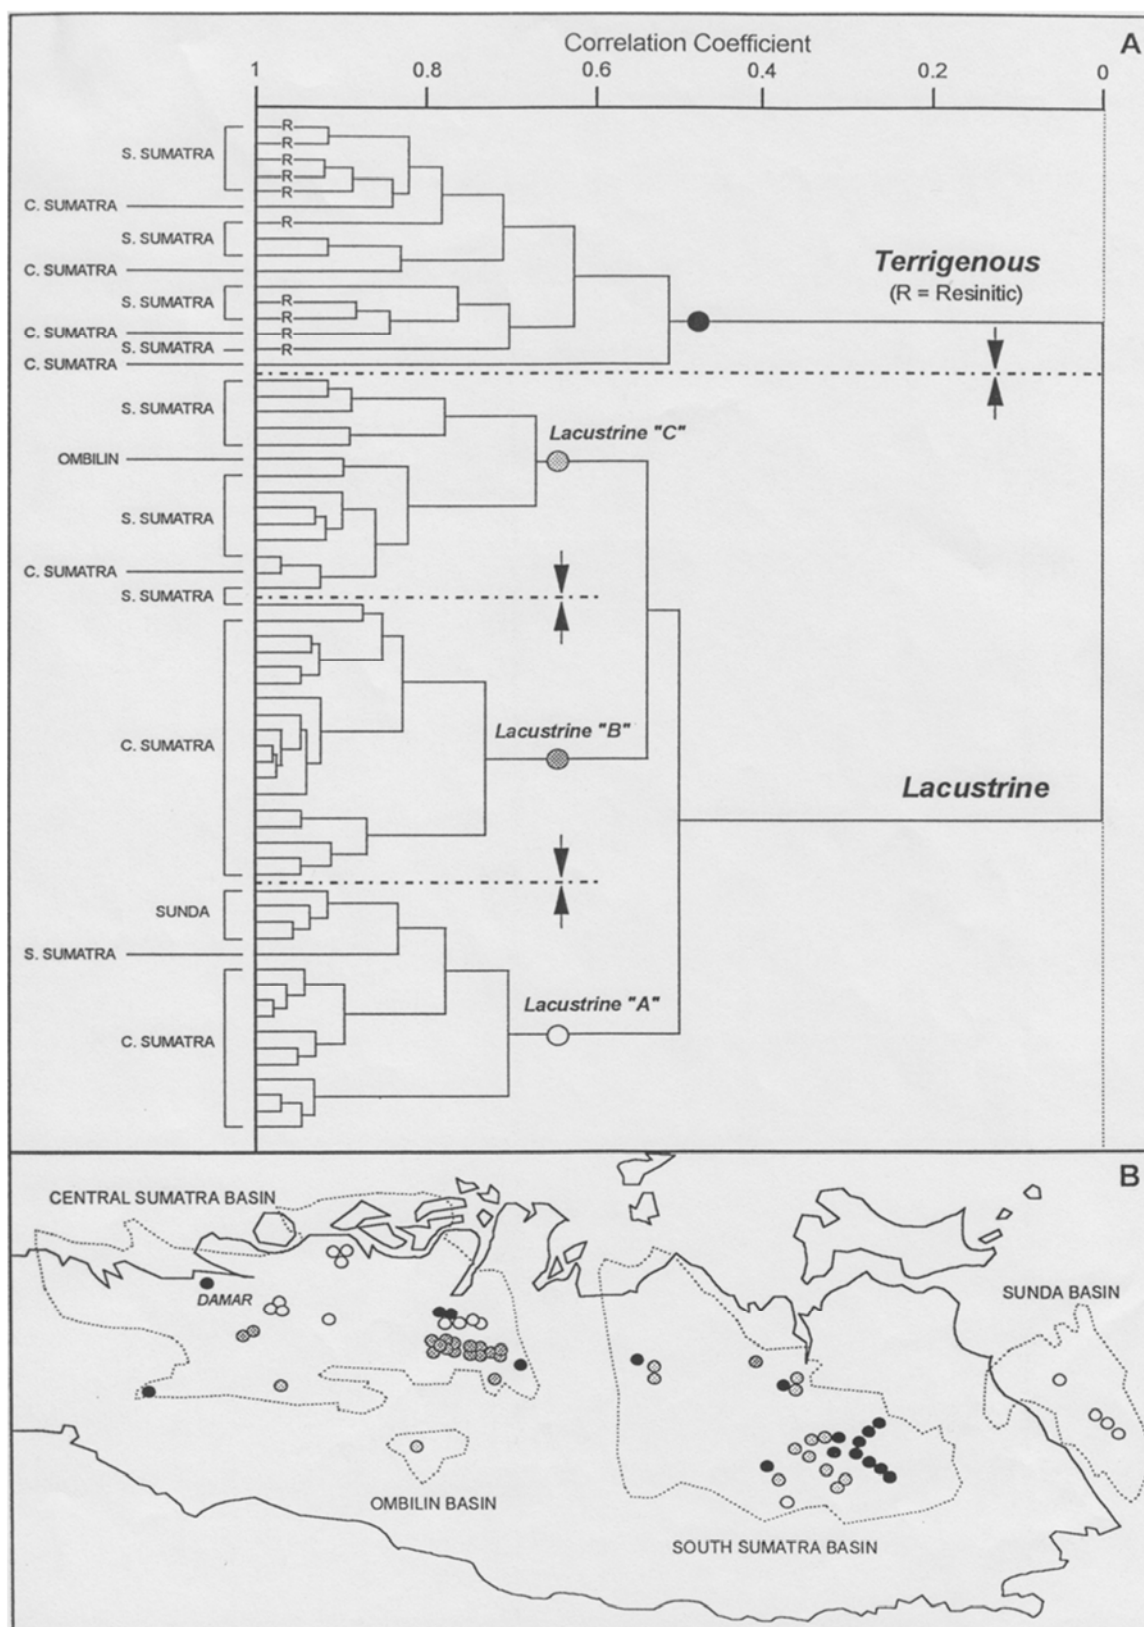 Correlation Coefficient
A
1 0.8 0.6 0.4 0.2 0
R
R
S. SUMATRA
R
R
R
C. SUMATRA
R
S. SUMATRA
C. SUMATRA
S. SUMATRA
R
R
C. SUMATRA
R
S. SUMATRA
R
C. SUMATRA
Terrigenous
(R = Resinitic)
S. SUMATRA
Lacustrine "C"
OMBILIN
S. SUMATRA
C. SUMATRA
S. SUMATRA
Lacustrine "B"
C. SUMATRA
Lacustrine
SUNDA
S. SUMATRA
Lacustrine "A"
C. SUMATRA
B
CENTRAL SUMATRA BASIN
DAMAR
SUNDA BASIN
OMBILIN BASIN
SOUTH SUMATRA BASIN